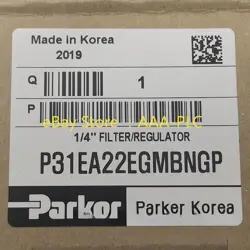 Made in Korea
2019
Q 1
P
eBay Store AAA PLC
1/4" FILTER/REGULATOR
P31EA22EGMBNGP
Parker Parker Korea